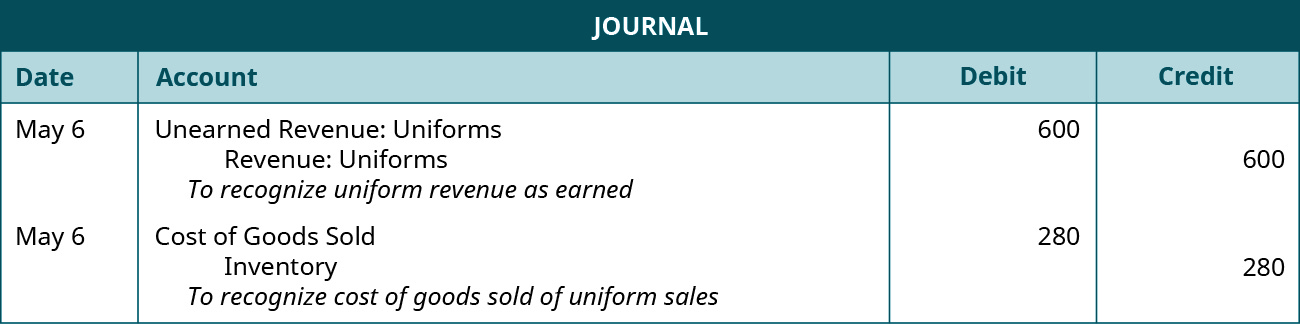 JOURNAL
Date Account Debit Credit
May 6 Unearned Revenue: Uniforms 600
Revenue: Uniforms 600
To recognize uniform revenue as earned
May 6 Cost of Goods Sold 280
Inventory 280
To recognize cost of goods sold of uniform sales